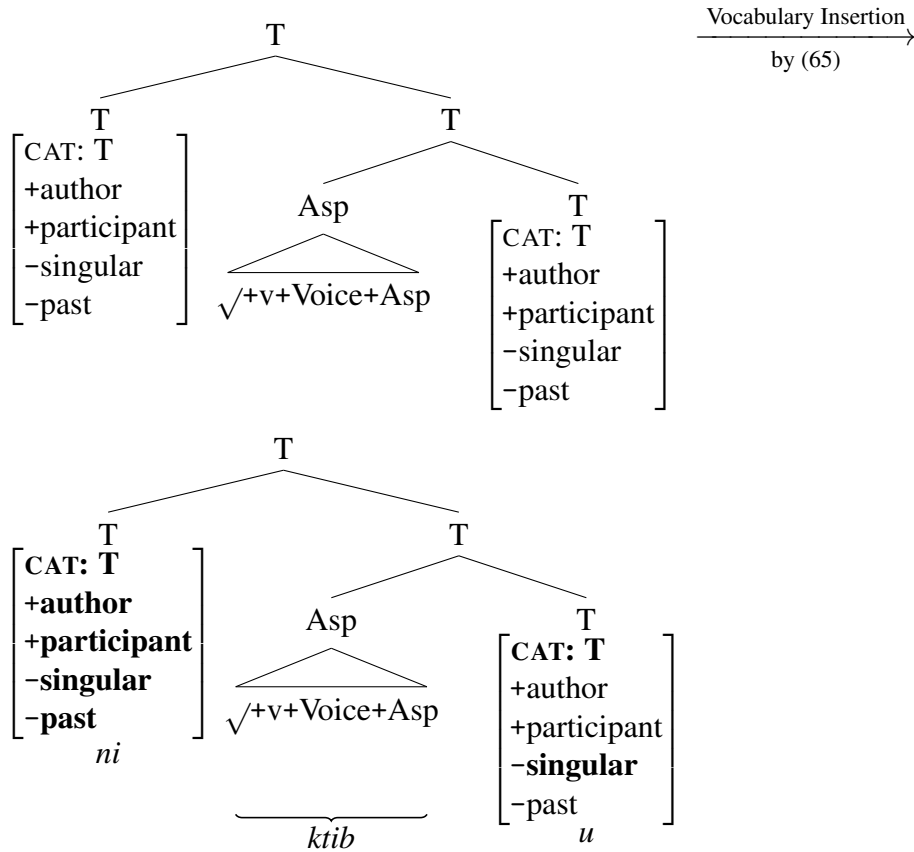 T
Vocabulary Insertion
by (65)
T
T
CAT: T
+author
+participant
-singular
-past
Asp
T
√+v+Voice+Asp
CAT: T
+author
+participant
-singular
-past
T
T
T
CAT: T
+author
+participant
-singular
-past
ni
Asp
T
√+v+Voice+Asp
ktib
CAT: T
+author
+participant
-singular
-past
u